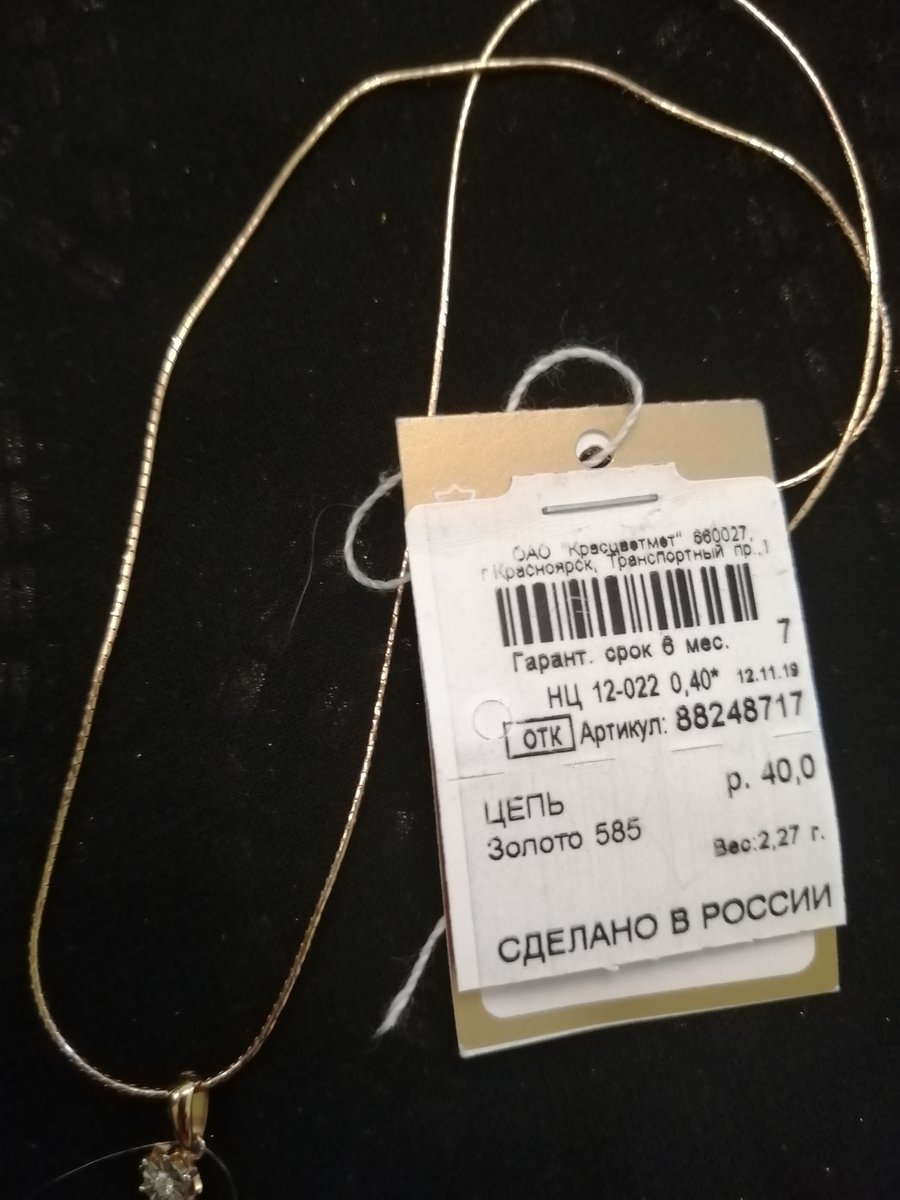 ОАО "Красцветмет" 660027,
г.Красноярск, Транспортный пр.,1
7
Гарант. срок 6 мес.
НЦ 12-022 0,40* 12.11.19
ОТК Артикул: 88248717
р. 40,0
ЦЕПЬ
Золото 585
Вес:2,27 г.
СДЕЛАНО В РОССИИ